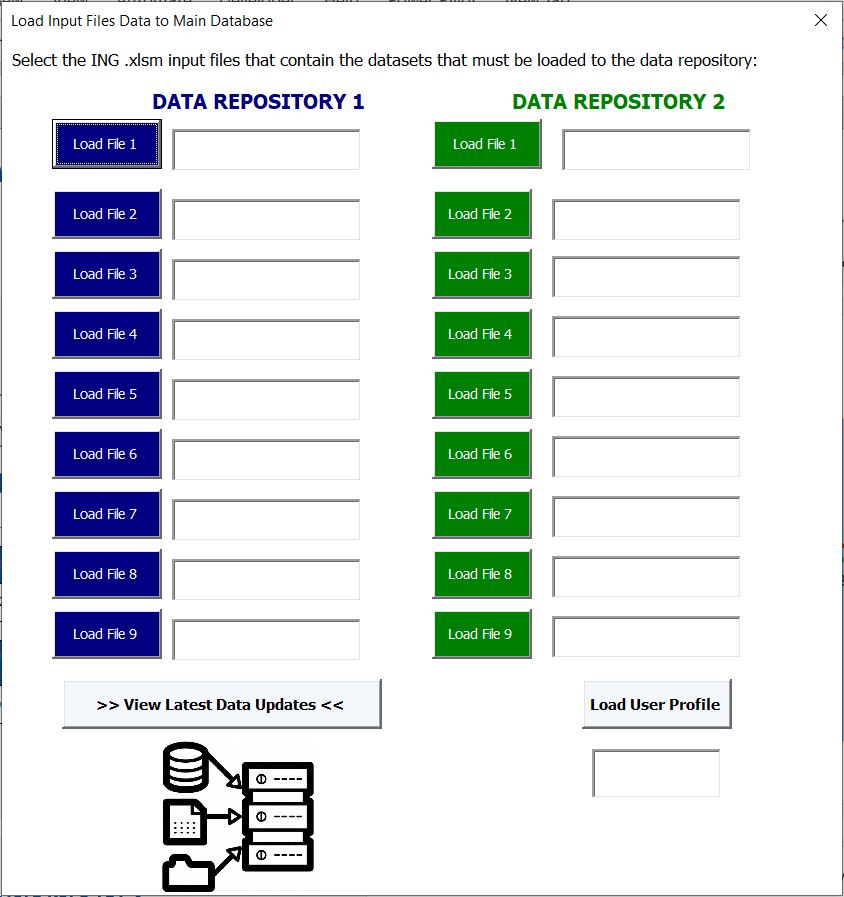 Load Input Files Data to Main Database
Select the ING .xlsm input files that contain the datasets that must be loaded to the data repository:
DATA REPOSITORY 1
DATA REPOSITORY 2
Load File 1
Load File 1
Load File 2
Load File 2
Load File 3
Load File 3
Load File 4
Load File 4
Load File 5
Load File 5
Load File 6
Load File 6
Load File 7
Load File 7
Load File 8
Load File 8
Load File 9
Load File 9
>> View Latest Data Updates <<
Load User Profile